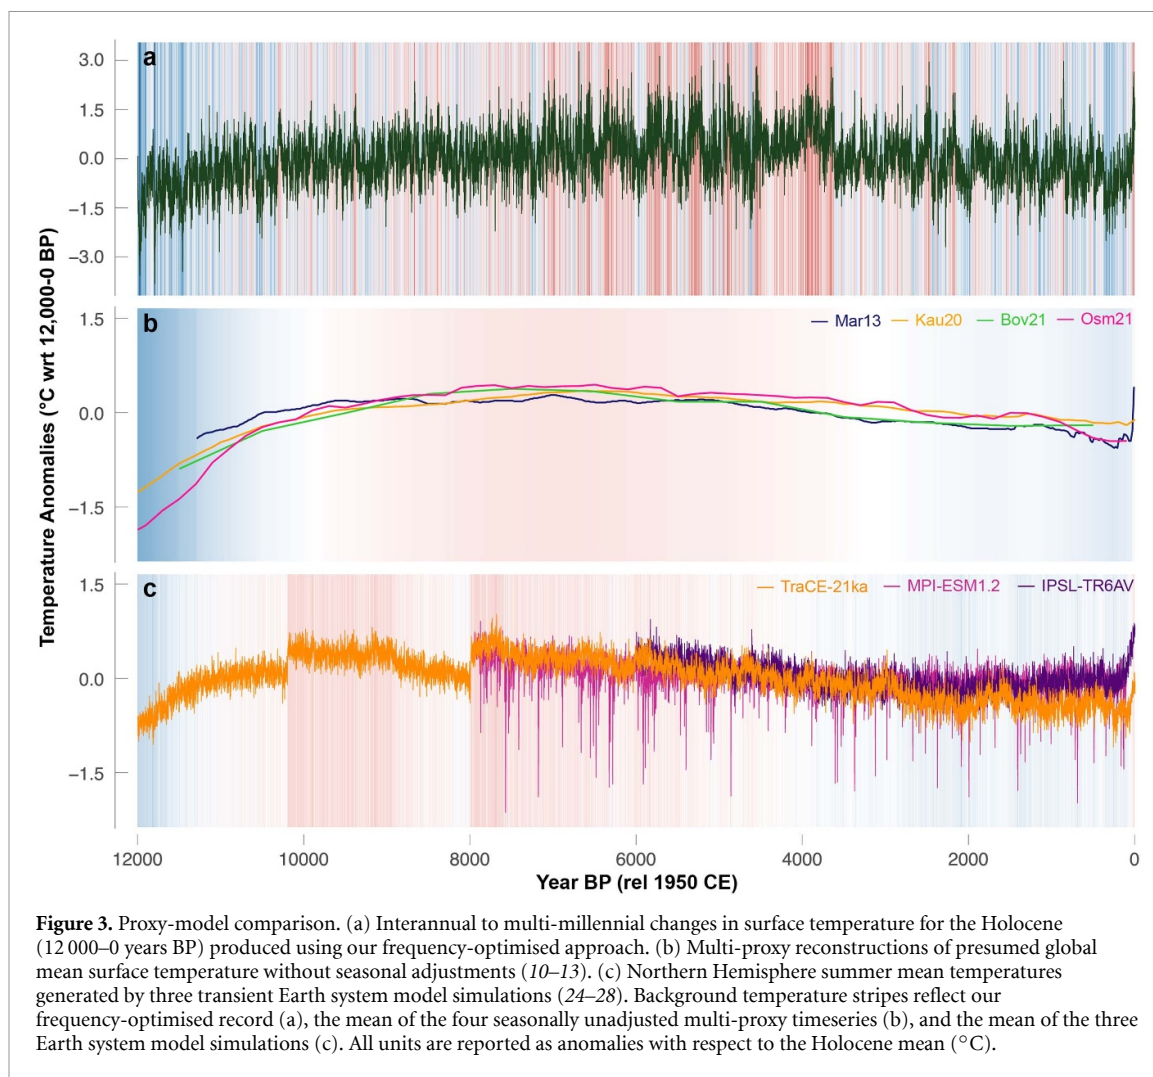 Temperature Anomalies (°C wrt 12,000-0 BP)
a
3.0
1.5
0.0
−1.5
−3.0
b
Mar13 Kau20 Bov21 Osm21
1.5
0.0
−1.5
c
TraCE-21ka MPI-ESM1.2 IPSL-TR6AV
1.5
0.0
−1.5
12000 10000 8000 6000 4000 2000 0
Year BP (rel 1950 CE)
Figure 3. Proxy-model comparison. (a) Interannual to multi-millennial changes in surface temperature for the Holocene
(12 000–0 years BP) produced using our frequency-optimised approach. (b) Multi-proxy reconstructions of presumed global
mean surface temperature without seasonal adjustments (10–13). (c) Northern Hemisphere summer mean temperatures
generated by three transient Earth system model simulations (24–28). Background temperature stripes reflect our
frequency-optimised record (a), the mean of the four seasonally unadjusted multi-proxy timeseries (b), and the mean of the three
Earth system model simulations (c). All units are reported as anomalies with respect to the Holocene mean (°C).